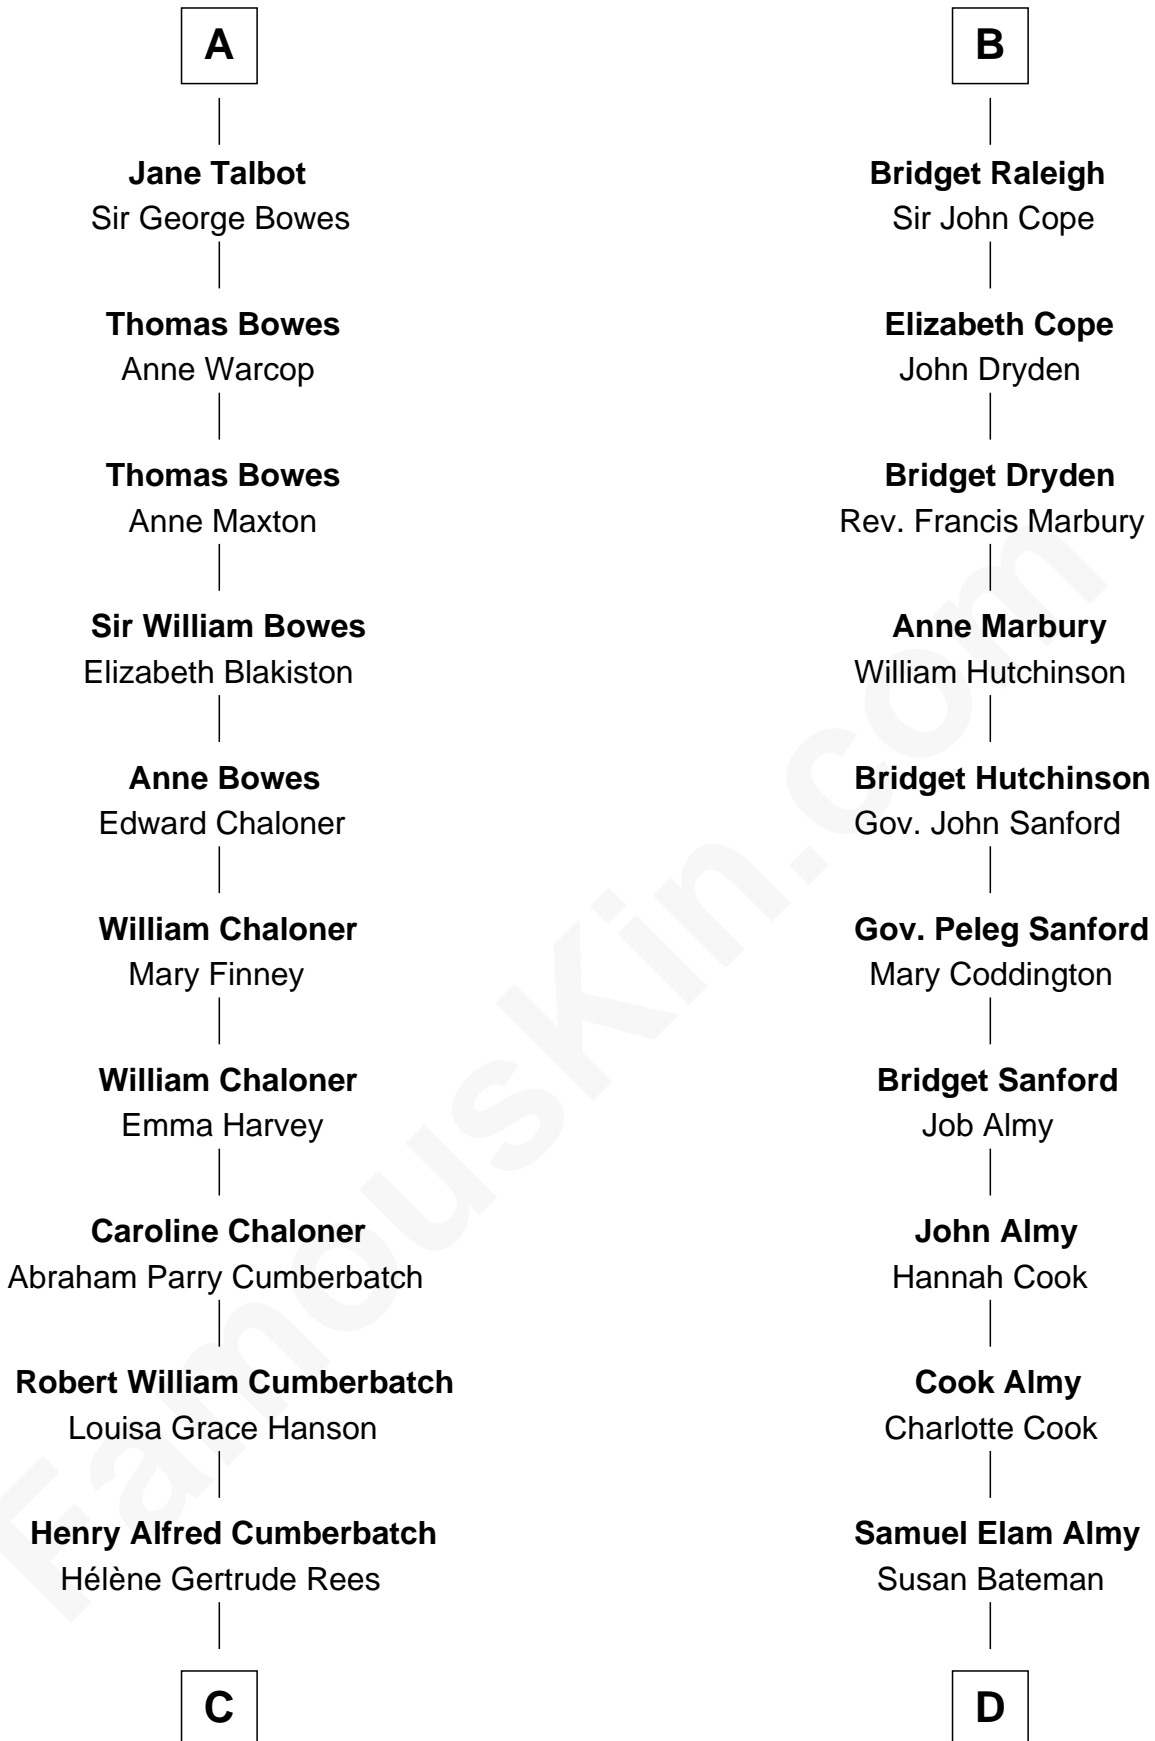 A
Jane Talbot
Sir George Bowes
Thomas Bowes
Anne Warcop
Thomas Bowes
Anne Maxton
Sir William Bowes
Elizabeth Blakiston
Anne Bowes
Edward Chaloner
William Chaloner
Mary Finney
William Chaloner
Emma Harvey
Caroline Chaloner
Abraham Parry Cumberbatch
Robert William Cumberbatch
Louisa Grace Hanson
Henry Alfred Cumberbatch
Hélène Gertrude Rees
C
B
Bridget Raleigh
Sir John Cope
Elizabeth Cope
John Dryden
Bridget Dryden
Rev. Francis Marbury
Anne Marbury
William Hutchinson
Bridget Hutchinson
Gov. John Sanford
Gov. Peleg Sanford
Mary Coddington
Bridget Sanford
Job Almy
John Almy
Hannah Cook
Cook Almy
Charlotte Cook
Samuel Elam Almy
Susan Bateman
D
FamousKin.com